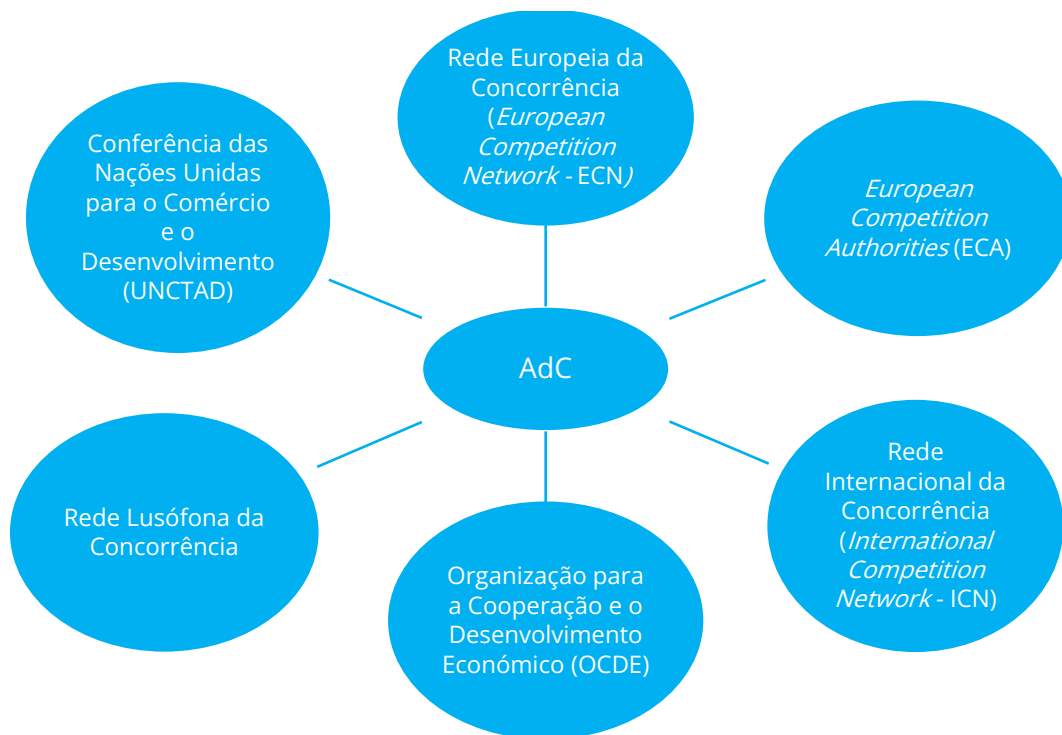 Rede Europeia da
Concorrência
(European
Competition
Network - ECN)
European
Competition
Authorities (ECA)
Rede
Internacional da
Concorrência
(International
Competition
Network - ICN)
Organização para
a Cooperação e o
Desenvolvimento
Económico (OCDE)
Rede Lusófona da
Concorrência
Conferência das
Nações Unidas
para o Comércio
e o
Desenvolvimento
(UNCTAD)
AdC